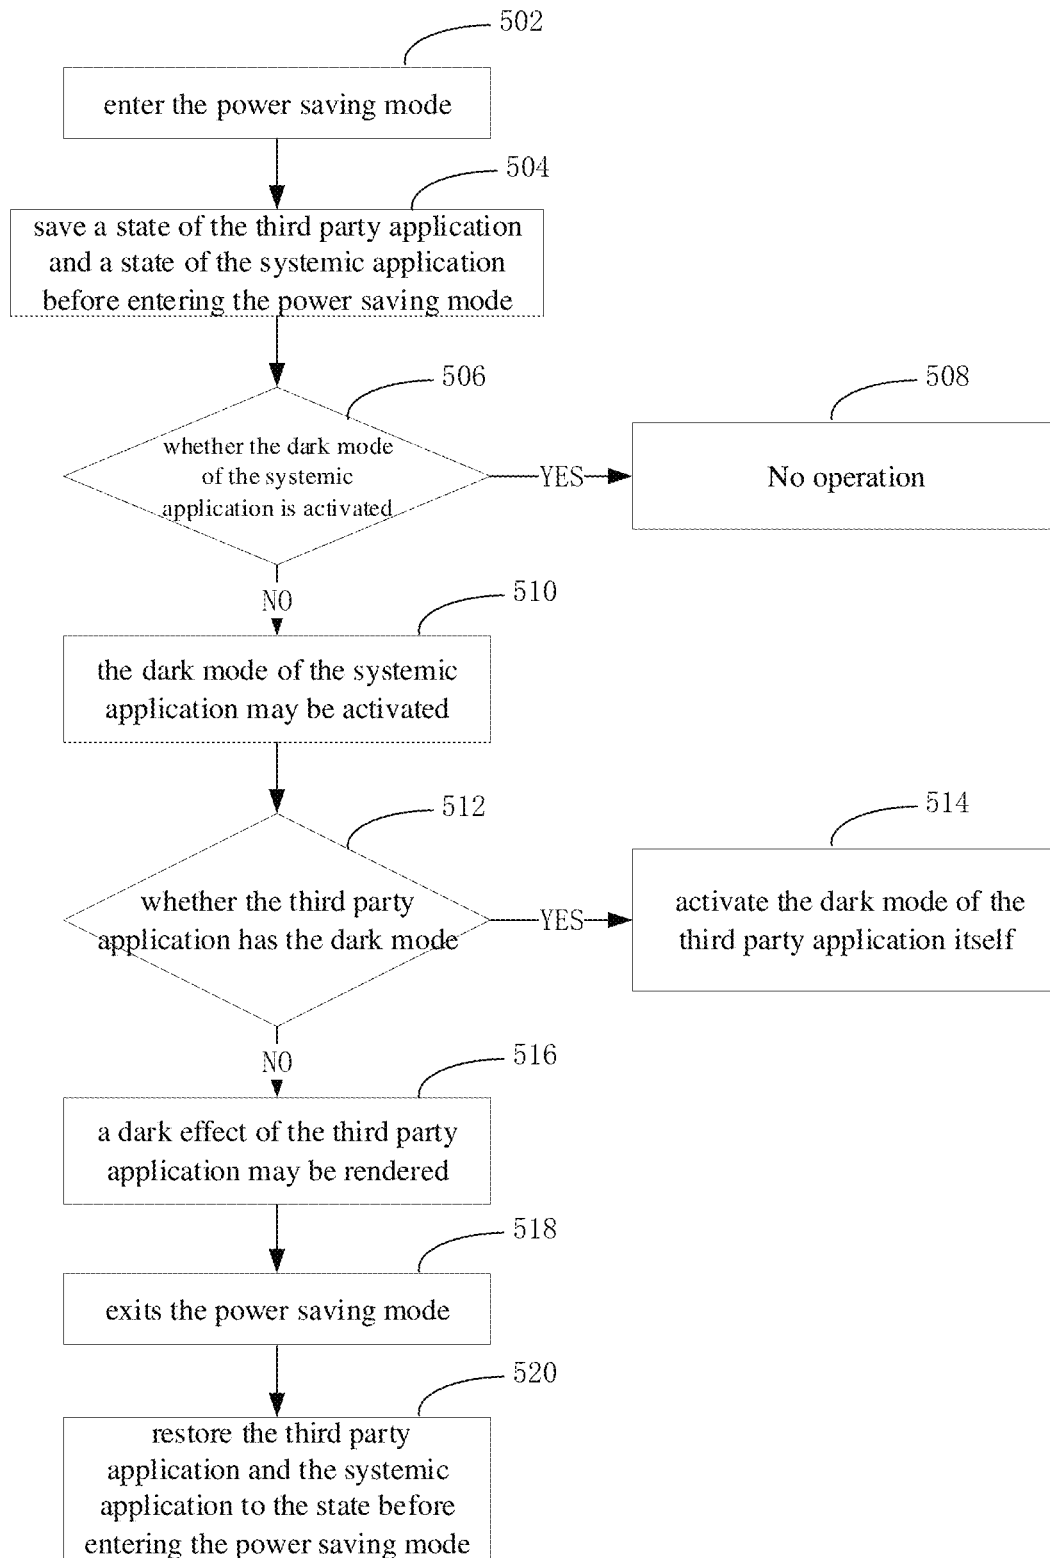 502
enter the power saving mode
504
save a state of the third party application
and a state of the systemic application
before entering the power saving mode
506
whether the dark mode
of the systemic
application is activated
YES
508
No operation
NO
510
the dark mode of the systemic
application may be activated
512
whether the third party
application has the dark mode
YES
514
activate the dark mode of the
third party application itself
NO
516
a dark effect of the third party
application may be rendered
518
exits the power saving mode
520
restore the third party
application and the systemic
application to the state before
entering the power saving mode